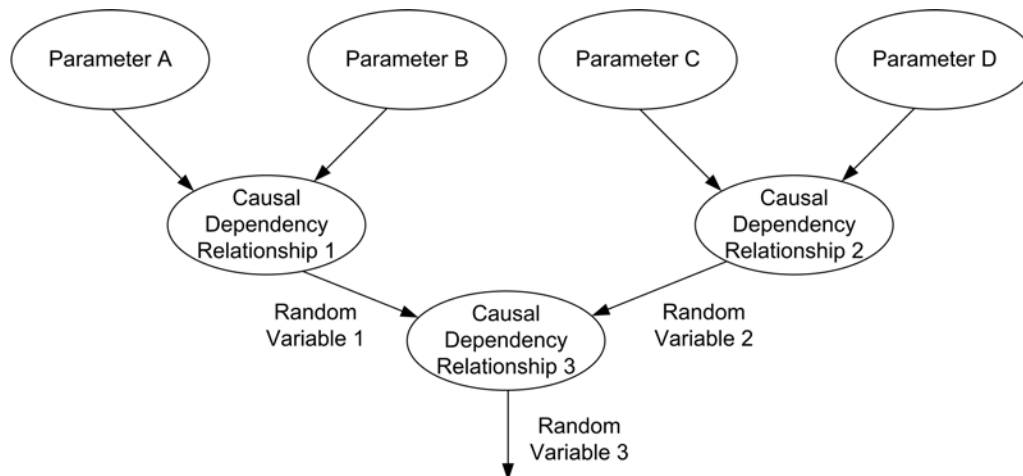 Parameter A
Parameter B
Parameter C
Parameter D
Causal
Dependency
Relationship 1
Causal
Dependency
Relationship 2
Random
Variable 1
Causal
Dependency
Relationship 3
Random
Variable 2
Random
Variable 3